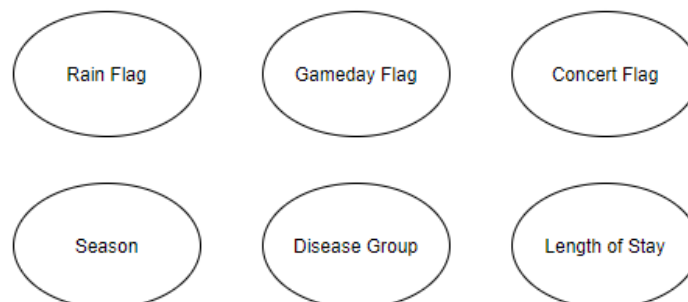 Rain Flag
Gameday Flag
Concert Flag
Season
Disease Group
Length of Stay